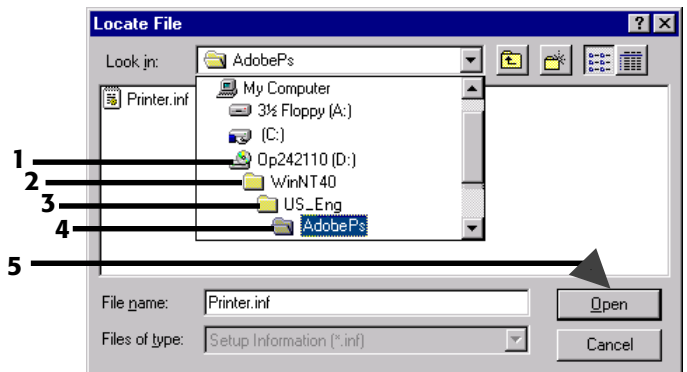 Locate File
Look in: AdobePs
My Computer
Printer.inf
3½ Floppy (A:)
(C:)
1 Op242110 (D:)
2 WinNT40
3 US_Eng
4 AdobePs
5
File name: Printer.inf Open
Files of type: Setup Information (*.inf) Cancel